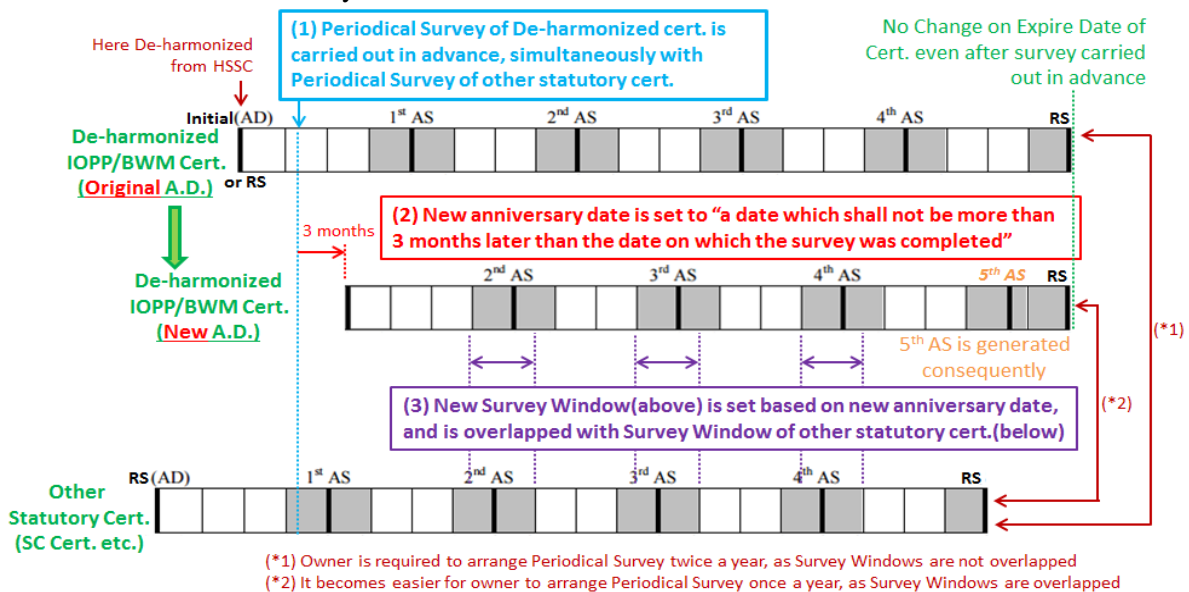 (1) Periodical Survey of De-harmonized cert. is
carried out in advance, simultaneously with
Periodical Survey of other statutory cert.
Here De-harmonized
from HSSC
No Change on Expire Date of
Cert. even after survey carried
out in advance
Initial(AD)
1st AS
2nd AS
3rd AS
4th AS
RS
De-harmonized
IOPP/BWM Cert.
(Original A.D.)
or RS
3 months
(2) New anniversary date is set to “a date which shall not be more than
3 months later than the date on which the survey was completed”
De-harmonized
IOPP/BWM Cert.
(New A.D.)
2nd AS
3rd AS
4th AS
5th AS
RS
5th AS is generated
consequently
(*1)
(*2)
(3) New Survey Window(above) is set based on new anniversary date,
and is overlapped with Survey Window of other statutory cert.(below)
RS(AD)
1st AS
2nd AS
3rd AS
4th AS
RS
Other
Statutory Cert.
(SC Cert. etc.)
(*1) Owner is required to arrange Periodical Survey twice a year, as Survey Windows are not overlapped
(*2) It becomes easier for owner to arrange Periodical Survey once a year, as Survey Windows are overlapped